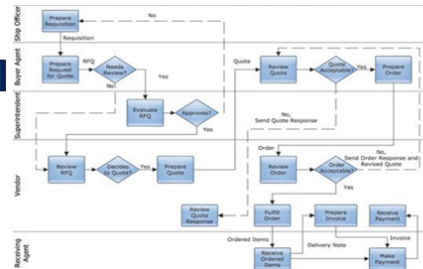 Ship Officer
Prepare
Requisition
No
Requisition
Buyer Agent
Prepare
Request
for Quote
RFQ
Needs
Review?
Yes
No
Quote
Review
Quote
Quote
Acceptable?
Yes
Prepare
Order
Superintendent
Evaluate
RFQ
Approves?
Yes
No,
Send Quote Response
Order
No,
Send Order Response and
Revised Quote
Vendor
Review
RFQ
Decides
to Quote?
Yes
Prepare
Quote
Review
Order
Order
Acceptable?
Yes
Review
Quote
Response
Fulfill
Order
Prepare
Invoice
Receive
Payment
Receiving
Agent
Ordered Items
Delivery Note
Invoice
Receive
Ordered
Items
Make
Payment